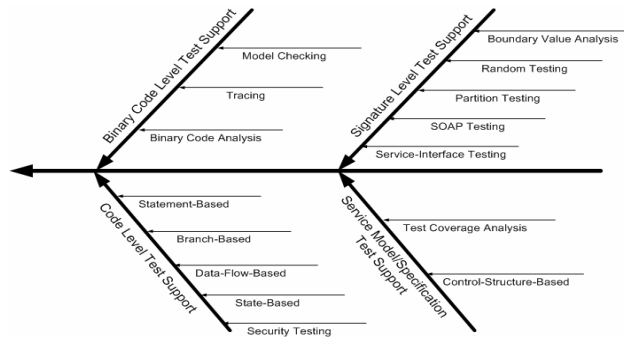 Binary Code Level Test Support
Model Checking
Tracing
Binary Code Analysis
Signature Level Test Support
Boundary Value Analysis
Random Testing
Partition Testing
SOAP Testing
Service-Interface Testing
Code Level Test Support
Statement-Based
Branch-Based
Data-Flow-Based
State-Based
Security Testing
Service Model/Specification
Test Support
Test Coverage Analysis
Control-Structure-Based